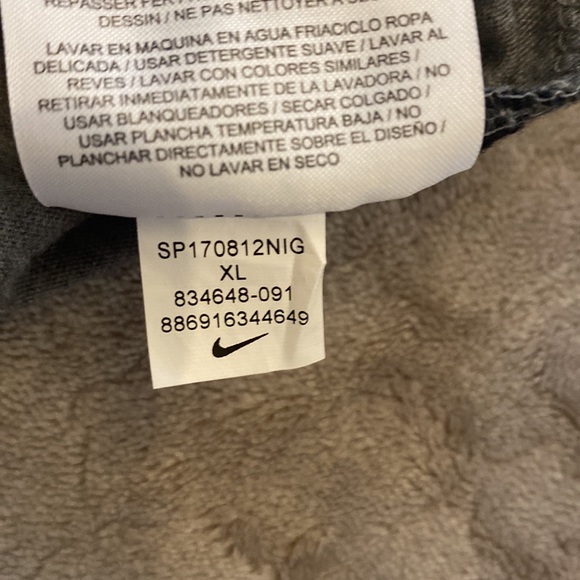 REPASSER FER
DESSIN / NE PAS NETTOYER À
LAVAR EN MAQUINA EN AGUA FRIACICLO ROPA
DELICADA / USAR DETERGENTE SUAVE / LAVAR AL
REVES / LAVAR CON COLORES SIMILARES /
RETIRAR INMEDIATAMENTE DE LA LAVADORA / NO
USAR BLANQUEADORES / SECAR COLGADO /
USAR PLANCHA TEMPERATURA BAJA / NO
PLANCHAR DIRECTAMENTE SOBRE EL DISEÑO /
NO LAVAR EN SECO
SP170812NIG
XL
834648-091
886916344649